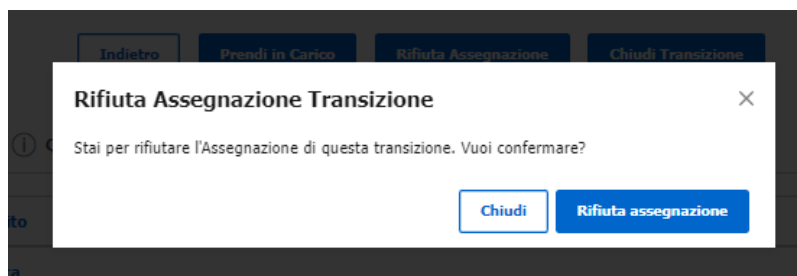 Indietro Prendi in Carico Rifiuta Assegnazione Chiudi Transizione
Rifiuta Assegnazione Transizione
Stai per rifiutare l'Assegnazione di questa transizione. Vuoi confermare?
Chiudi Rifiuta assegnazione